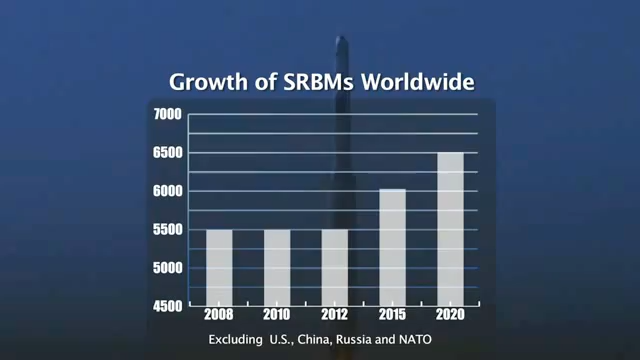 Growth of SRBMs Worldwide
7000
6500
6000
5500
5000
4500
2008 2010 2012 2015 2020
Excluding U.S., China, Russia and NATO